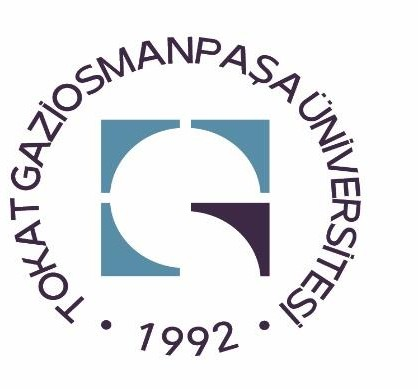 TOKAT GAZİOSMANPAŞA ÜNİVERSİTESİ
• 1992 •